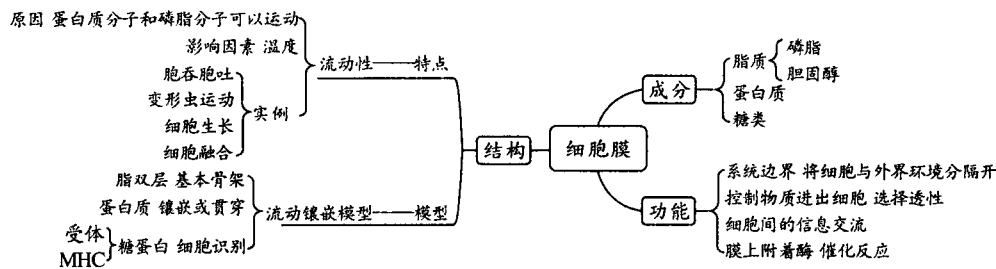 原因 蛋白质分子和磷脂分子可以运动
影响因素 温度
胞吞胞吐
变形虫运动
细胞生长
细胞融合
实例
流动性——特点
脂双层 基本骨架
蛋白质 镶嵌或贯穿
受体
MHC
糖蛋白 细胞识别
流动镶嵌模型——模型
结构
细胞膜
成分
脂质
磷脂
胆固醇
蛋白质
糖类
功能
系统边界 将细胞与外界环境分隔开
控制物质进出细胞 选择透性
细胞间的信息交流
膜上附着酶 催化反应